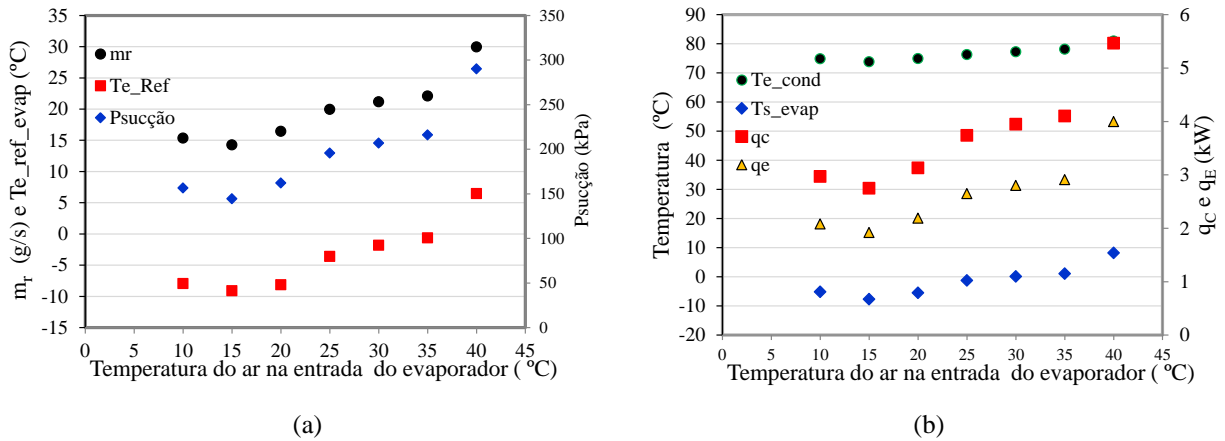 35
30
25
20
15
10
5
0
-5
-10
-15
m_r (g/s) e Te_ref_evap (ºC)
mr
Te_Ref
Psucção
350
300
250
200
150
100
50
0
Psucção (kPa)
0 5 10 15 20 25 30 35 40 45
Temperatura do ar na entrada do evaporador ( ºC)
(a)
90
80
70
60
50
40
30
20
10
0
-10
-20
Temperatura (ºC)
Te_cond
Ts_evap
qc
qe
6
5
4
3
2
1
0
q_C e q_E (kW)
0 5 10 15 20 25 30 35 40 45
Temperatura do ar na entrada do evaporador ( ºC)
(b)